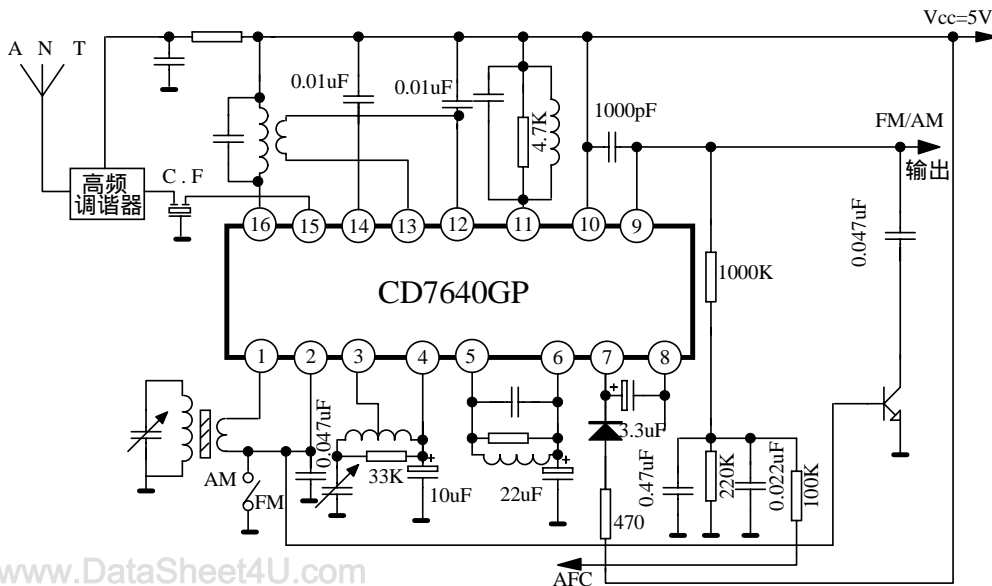 Vcc=5V
A N T
0.01uF
0.01uF
4.7K
1000pF
FM/AM
输出
高频
调谐器
C.F
16
15
14
13
12
11
10
9
0.047uF
1000K
CD7640GP
1
2
3
4
5
6
7
8
0.047uF
33K
10uF
22uF
3.3uF
470
0.47uF
220K
0.022uF
100K
AM
FM
AFC
www.DataSheet4U.com